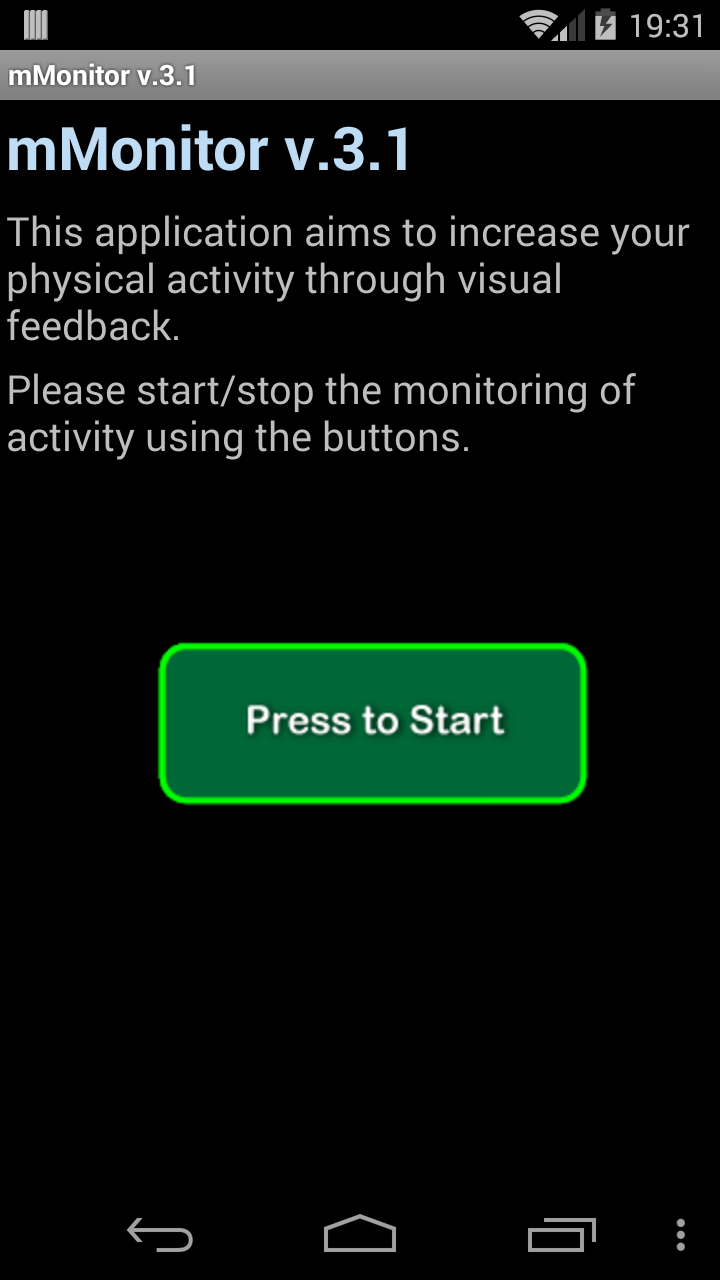 19:31
mMonitor v.3.1
mMonitor v.3.1
This application aims to increase your
physical activity through visual
feedback.
Please start/stop the monitoring of
activity using the buttons.
Press to Start